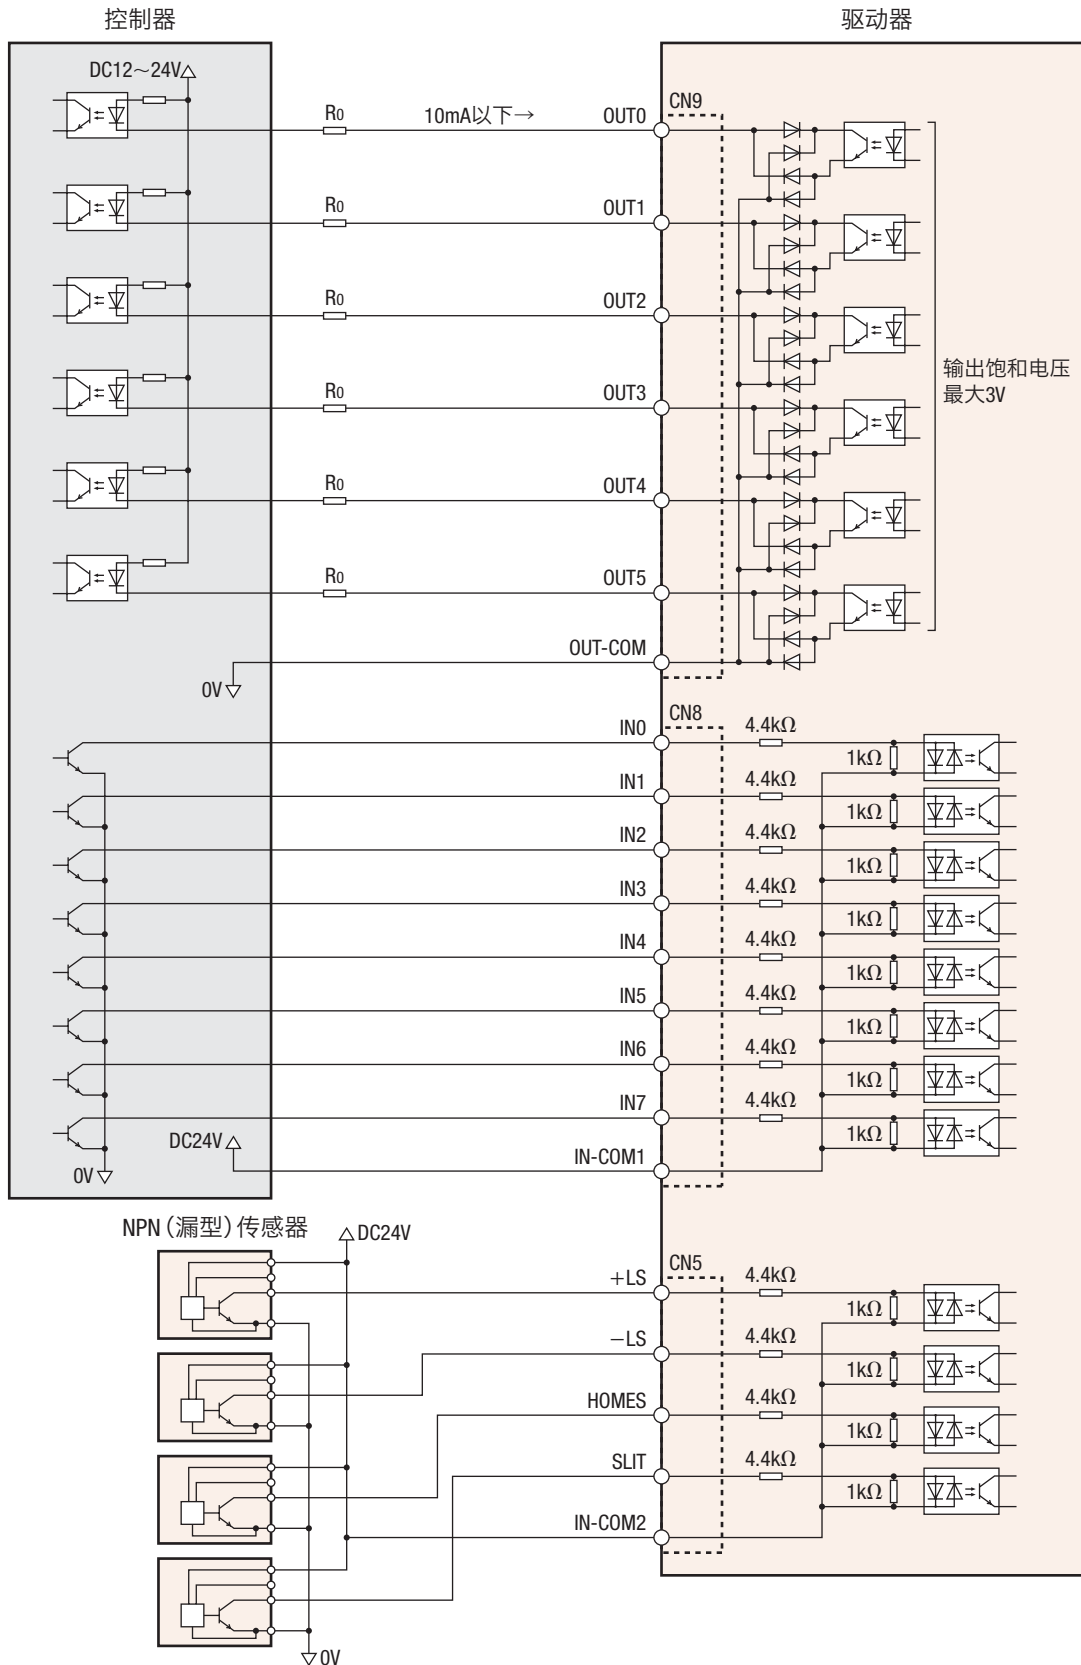 控制器
驱动器
DC12～24V
CN9
R0
10mA以下→
OUT0
R0
OUT1
R0
OUT2
输出饱和电压
最大3V
R0
OUT3
R0
OUT4
R0
OUT5
OUT-COM
0V
CN8
IN0
4.4kΩ
1kΩ
IN1
4.4kΩ
1kΩ
IN2
4.4kΩ
1kΩ
IN3
4.4kΩ
1kΩ
IN4
4.4kΩ
1kΩ
IN5
4.4kΩ
1kΩ
IN6
4.4kΩ
1kΩ
IN7
4.4kΩ
1kΩ
DC24V
IN-COM1
0V
NPN（漏型）传感器
DC24V
CN5
+LS
4.4kΩ
1kΩ
−LS
4.4kΩ
1kΩ
HOMES
4.4kΩ
1kΩ
SLIT
4.4kΩ
1kΩ
IN-COM2
0V